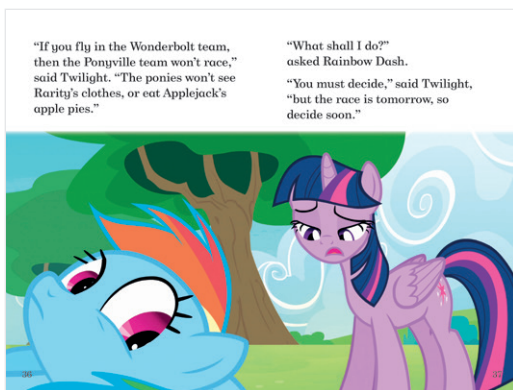 “If you fly in the Wonderbolt team,
then the Ponyville team won’t race,”
said Twilight. “The ponies won’t see
Rarity’s clothes, or eat Applejack’s
apple pies.”
“What shall I do?”
asked Rainbow Dash.
“You must decide,” said Twilight,
“but the race is tomorrow, so
decide soon.”
36
37